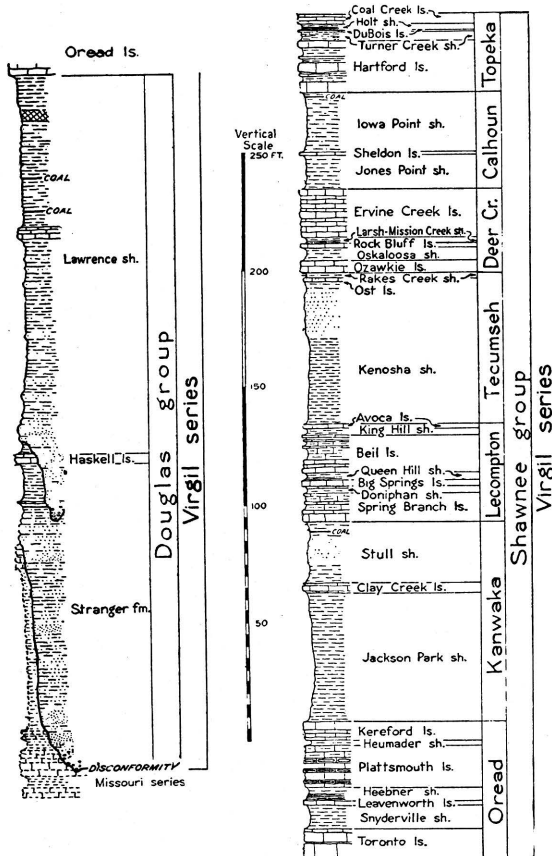 Oread ls.
COAL
COAL
Lawrence sh.
Haskell ls.
Stranger fm.
DISCONFORMITY
Missouri series
Douglas group
Virgil series
Vertical
Scale
250 FT.
200
150
100
50
Coal Creek ls.
Holt sh.
DuBois ls.
Turner Creek sh.
Hartford ls.
COAL
Iowa Point sh.
Sheldon ls.
Jones Point sh.
Ervine Creek ls.
Larsh-Mission Creek sh.
Rock Bluff ls.
Oskaloosa sh.
Ozawkie ls.
Rakes Creek sh.
Ost ls.
Kenosha sh.
Avoca ls.
King Hill sh.
Beil ls.
Queen Hill sh.
Big Springs ls.
Doniphan sh.
Spring Branch ls.
COAL
Stull sh.
Clay Creek ls.
Jackson Park sh.
Kereford ls.
Heumader sh.
Plattsmouth ls.
Heebner sh.
Leavenworth ls.
Snyderville sh.
Toronto ls.
Topeka
Calhoun
Deer Cr.
Tecumseh
Lecompton
Kanwaka
Oread
Shawnee group
Virgil series